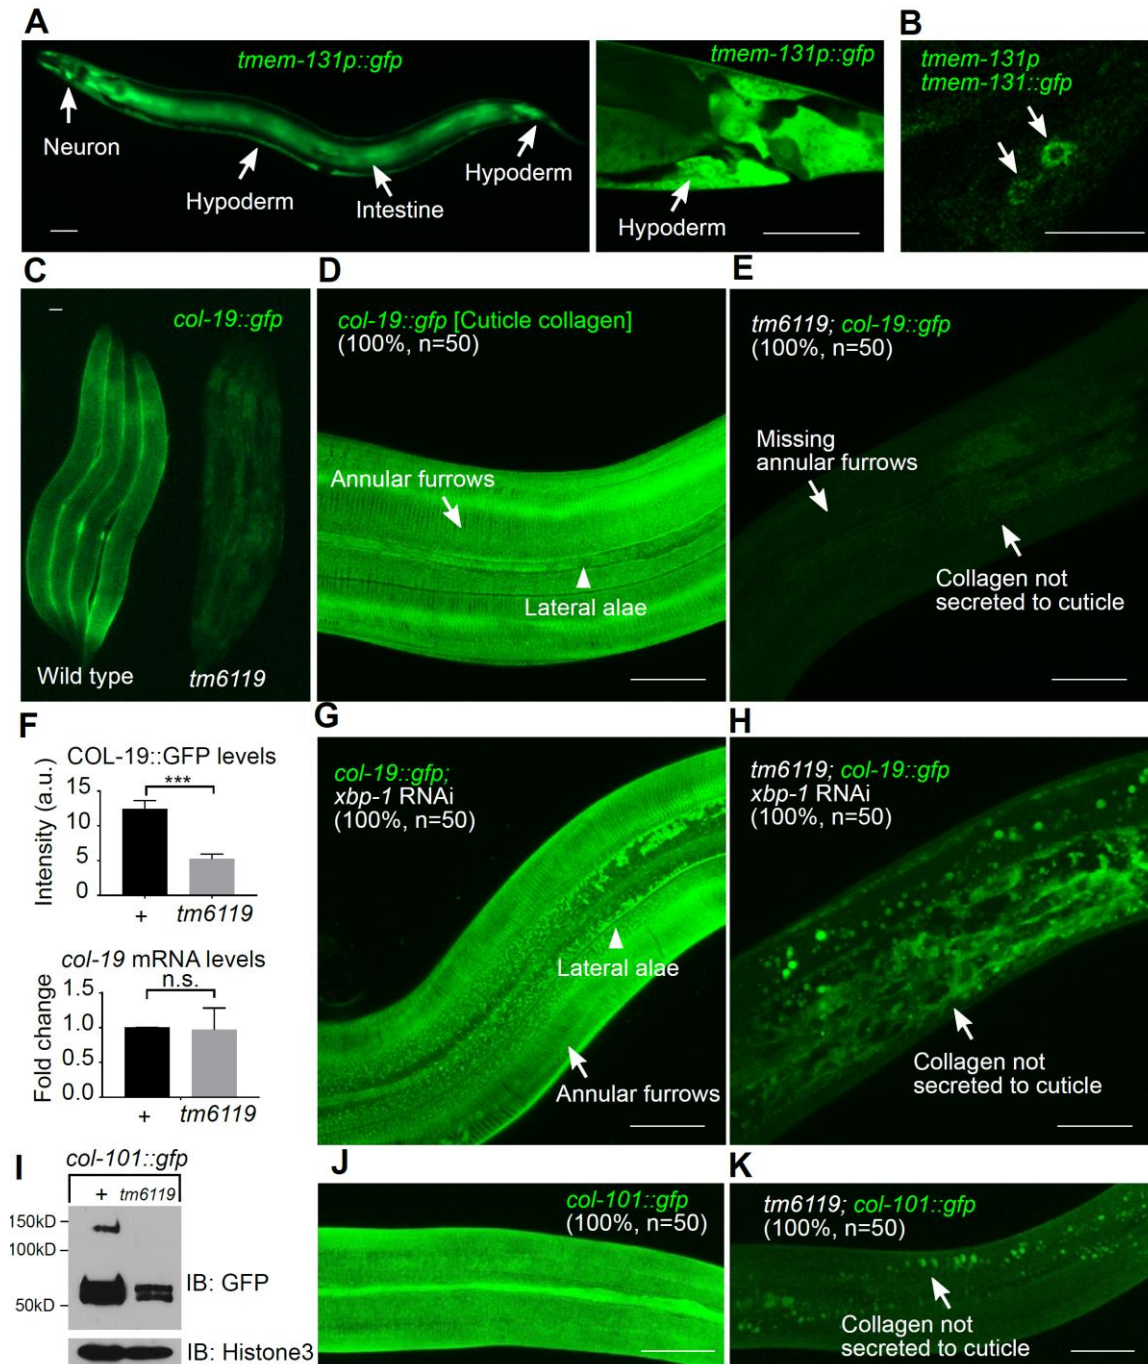 A
tmem-131p::gfp
Neuron
Hypoderm
Intestine
Hypoderm
tmem-131p::gfp
Hypoderm
B
tmem-131p
tmem-131::gfp
C
col-19::gfp
Wild type
tm6119
D
col-19::gfp [Cuticle collagen]
(100%, n=50)
Annular furrows
Lateral alae
E
tm6119; col-19::gfp
(100%, n=50)
Missing
annular furrows
Collagen not
secreted to cuticle
F
COL-19::GFP levels
Intensity (a.u.)
15
10
5
0
***
+
tm6119
col-19 mRNA levels
Fold change
1.5
1.0
0.5
0.0
n.s.
+
tm6119
G
col-19::gfp;
xbp-1 RNAi
(100%, n=50)
Lateral alae
Annular furrows
H
tm6119; col-19::gfp
xbp-1 RNAi
(100%, n=50)
Collagen not
secreted to cuticle
I
col-101::gfp
+ tm6119
150kD
100kD
50kD
IB: GFP
IB: Histone3
J
col-101::gfp
(100%, n=50)
K
tm6119; col-101::gfp
(100%, n=50)
Collagen not
secreted to cuticle